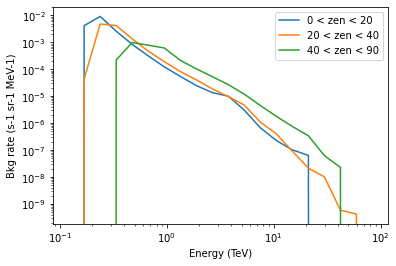 0 < zen < 20
20 < zen < 40
40 < zen < 90
Bkg rate (s-1 sr-1 MeV-1)
10⁻²
10⁻³
10⁻⁴
10⁻⁵
10⁻⁶
10⁻⁷
10⁻⁸
10⁻⁹
10⁻¹ 10⁰ 10¹ 10²
Energy (TeV)